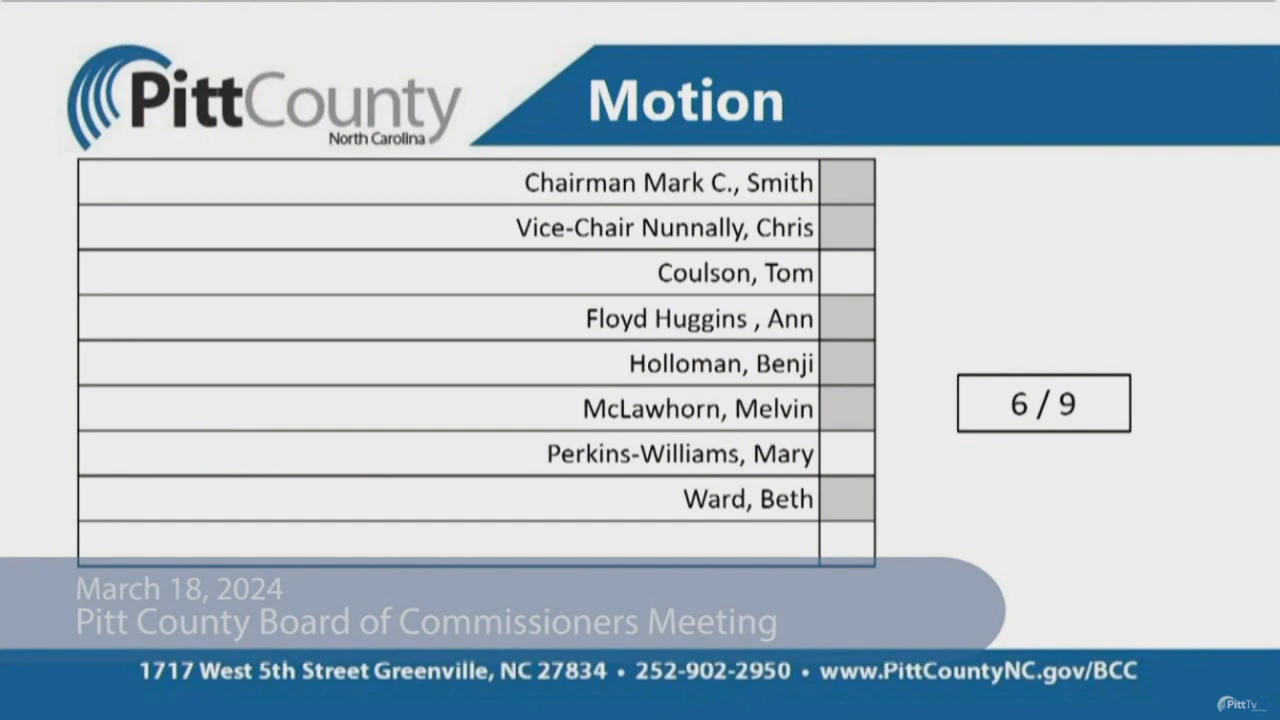 PittCounty
North Carolina
Motion
Chairman Mark C., Smith
Vice-Chair Nunnally, Chris
Coulson, Tom
Floyd Huggins , Ann
Holloman, Benji
McLawhorn, Melvin
Perkins-Williams, Mary
Ward, Beth
6 / 9
March 18, 2024
Pitt County Board of Commissioners Meeting
1717 West 5th Street Greenville, NC 27834 • 252-902-2950 • www.PittCountyNC.gov/BCC
PittTv